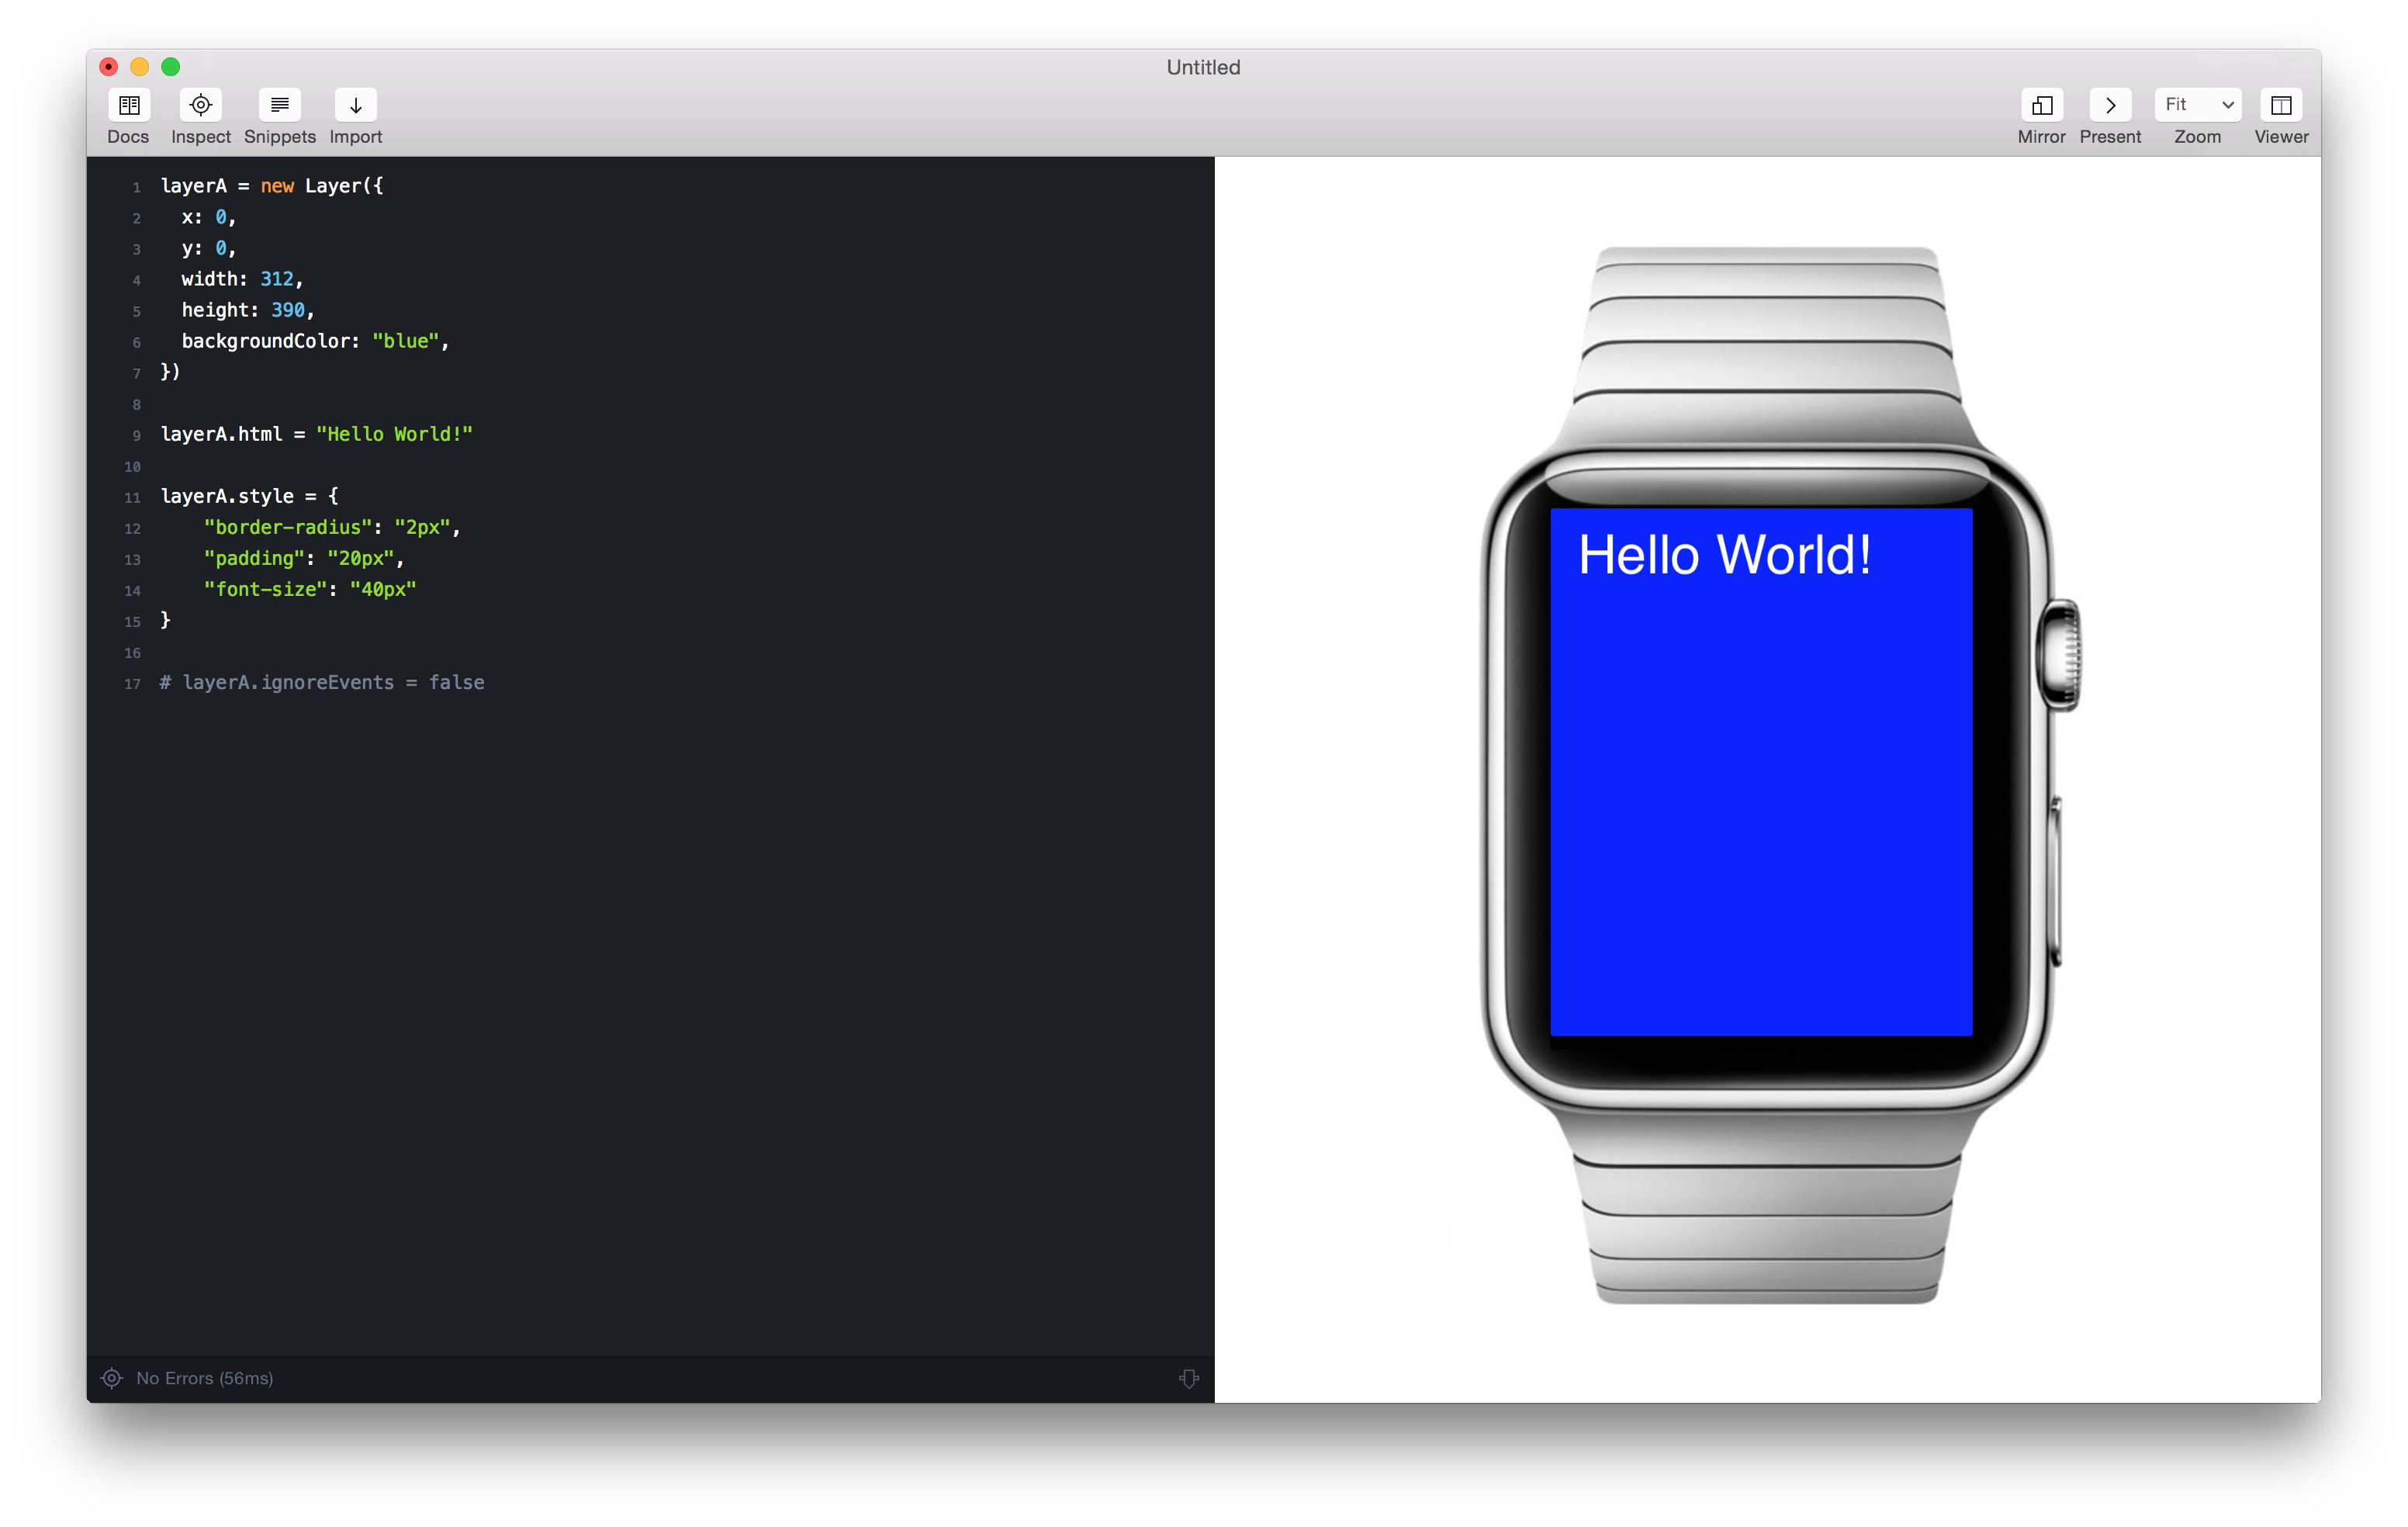 Untitled
Docs Inspect Snippets Import
Fit
Mirror Present Zoom Viewer
1 layerA = new Layer({
2   x: 0,
3   y: 0,
4   width: 312,
5   height: 390,
6   backgroundColor: "blue",
7 })
8
9 layerA.html = "Hello World!"
10
11 layerA.style = {
12     "border-radius": "2px",
13     "padding": "20px",
14     "font-size": "40px"
15 }
16
17 # layerA.ignoreEvents = false
Hello World!
No Errors (56ms)